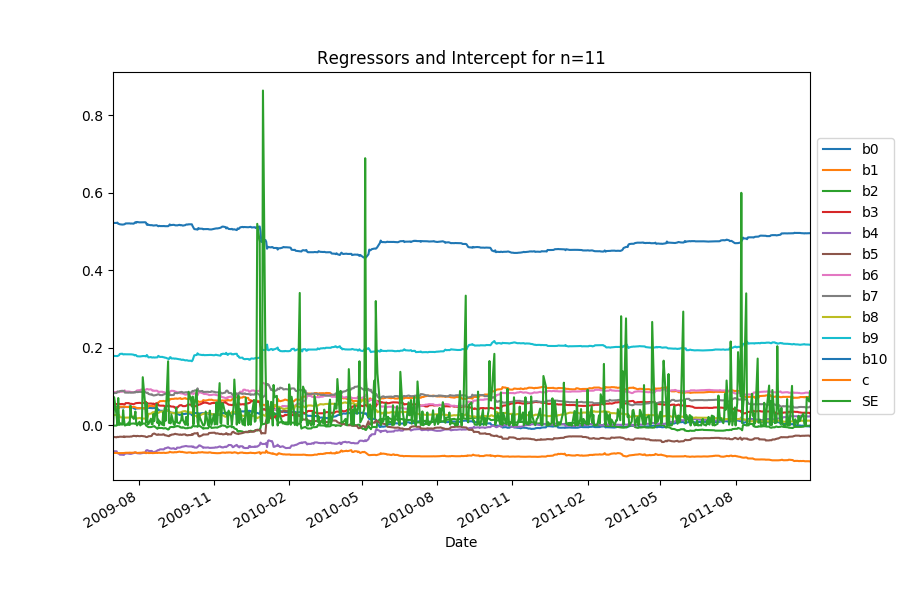 Regressors and Intercept for n=11
0.8
0.6
0.4
0.2
0.0
b0
b1
b2
b3
b4
b5
b6
b7
b8
b9
b10
c
SE
2009-08
2009-11
2010-02
2010-05
2010-08
2010-11
2011-02
2011-05
2011-08
Date